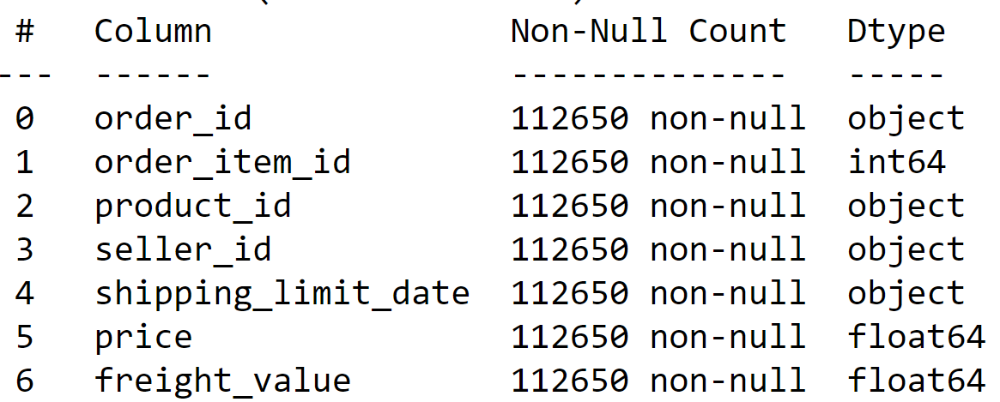 # Column Non-Null Count Dtype
--- ------ -------------- -----
0 order_id 112650 non-null object
1 order_item_id 112650 non-null int64
2 product_id 112650 non-null object
3 seller_id 112650 non-null object
4 shipping_limit_date 112650 non-null object
5 price 112650 non-null float64
6 freight_value 112650 non-null float64